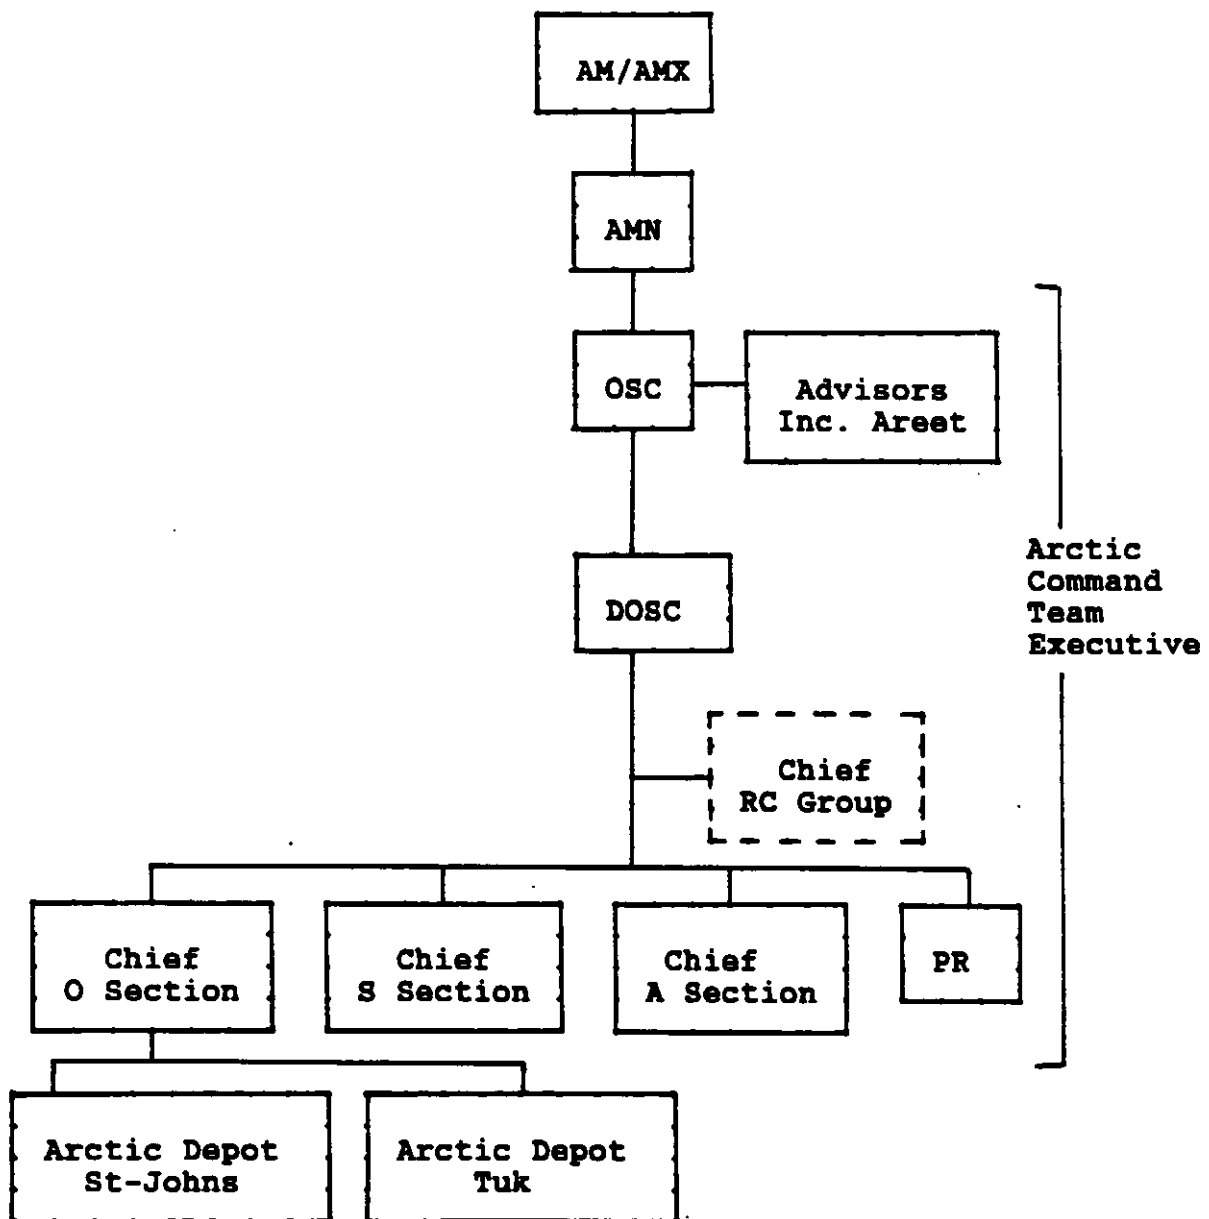 AM/AMX
AMN
OSC
Advisors
Inc. Areet
DOSC
Arctic
Command
Team
Executive
Chief
RC Group
Chief
O Section
Chief
S Section
Chief
A Section
PR
Arctic Depot
St-Johns
Arctic Depot
Tuk